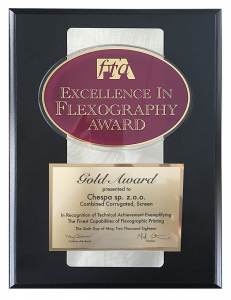 fta
EXCELLENCE IN
FLEXOGRAPHY
AWARD
Gold Award
presented to
Chespa sp. z.o.o.
Combined Corrugated, Screen
In Recognition of Technical Achievement Exemplifying
The Finest Capabilities of Flexographic Printing
The Sixth Day of May, Two Thousand Eighteen